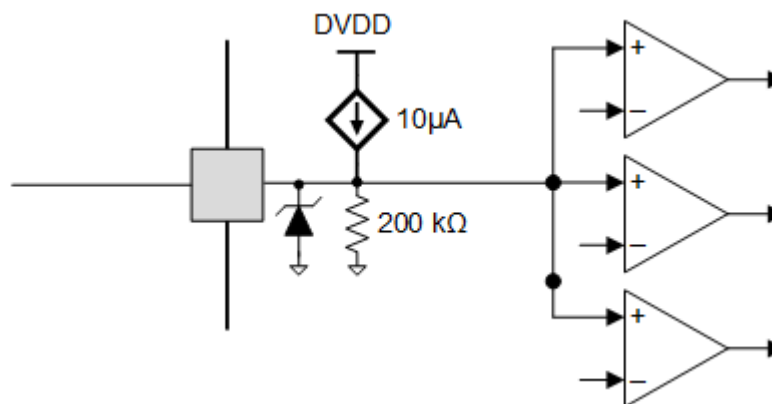 DVDD
10µA
200 kΩ
+
–
+
–
+
–